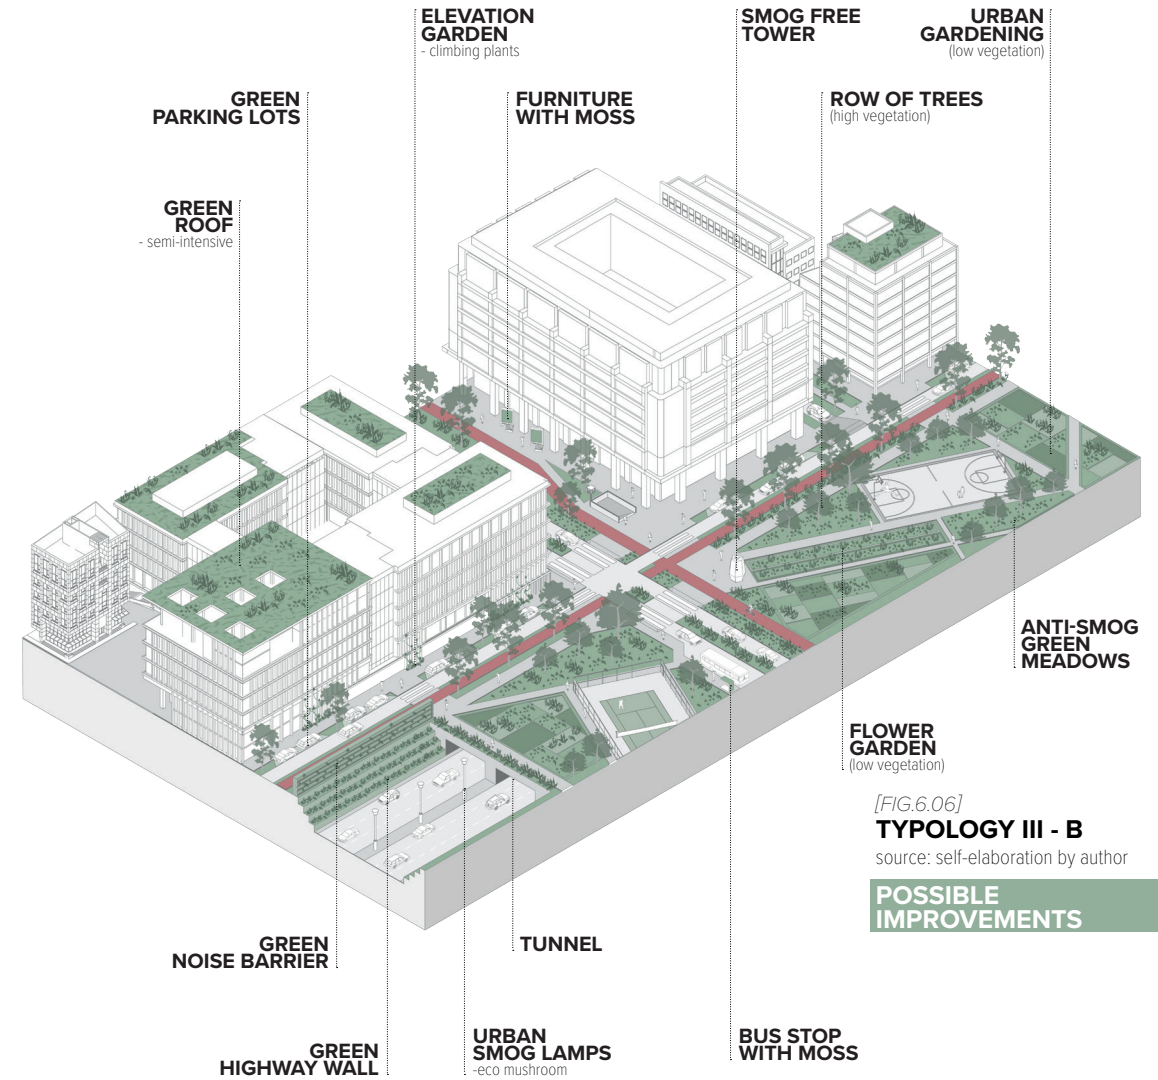 ELEVATION
GARDEN
- climbing plants
SMOG FREE
TOWER
URBAN
GARDENING
(low vegetation)
GREEN
PARKING LOTS
FURNITURE
WITH MOSS
ROW OF TREES
(high vegetation)
GREEN
ROOF
- semi-intensive
ANTI-SMOG
GREEN
MEADOWS
FLOWER
GARDEN
(low vegetation)
[FIG.6.06]
TYPOLOGY III - B
source: self-elaboration by author
POSSIBLE
IMPROVEMENTS
GREEN
NOISE BARRIER
TUNNEL
GREEN
HIGHWAY WALL
URBAN
SMOG LAMPS
-eco mushroom
BUS STOP
WITH MOSS